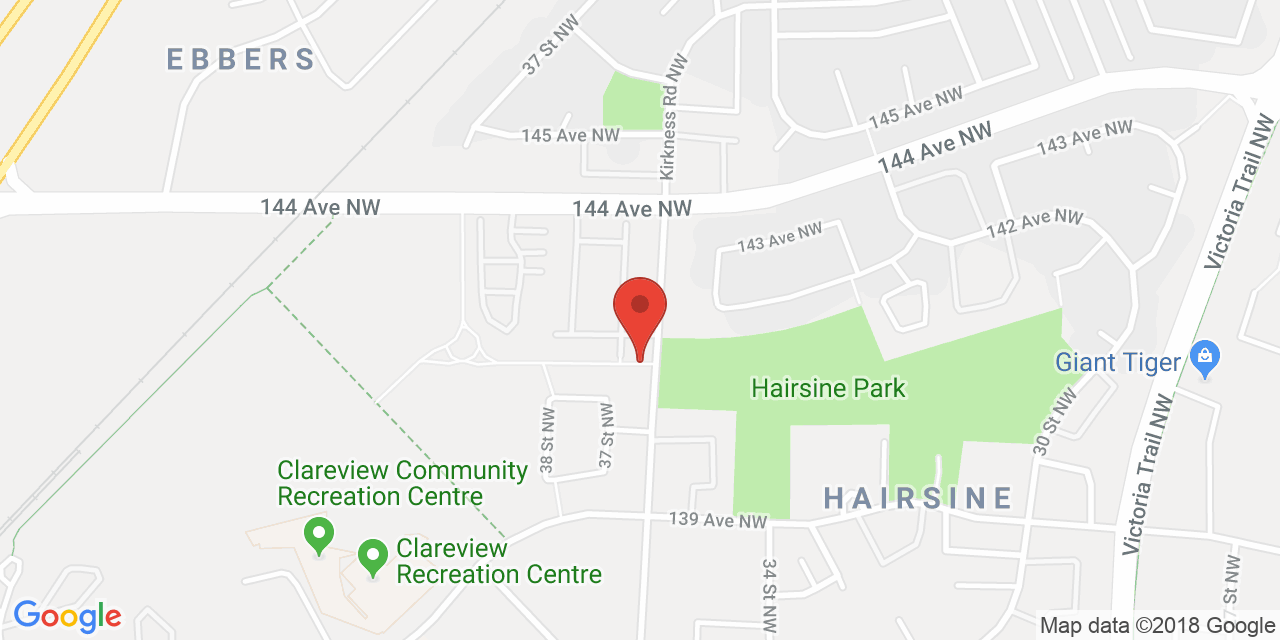 EBBERS
37 St NW
Kirkness Rd NW
145 Ave NW
145 Ave NW
144 Ave NW
143 Ave NW
Victoria Trail NW
144 Ave NW
144 Ave NW
143 Ave NW
142 Ave NW
Giant Tiger
Hairsine Park
38 St NW
37 St NW
30 St NW
Victoria Trail NW
Clareview Community
Recreation Centre
HAIRSINE
139 Ave NW
Clareview
Recreation Centre
34 St NW
St NW
Google
Map data ©2018 Google